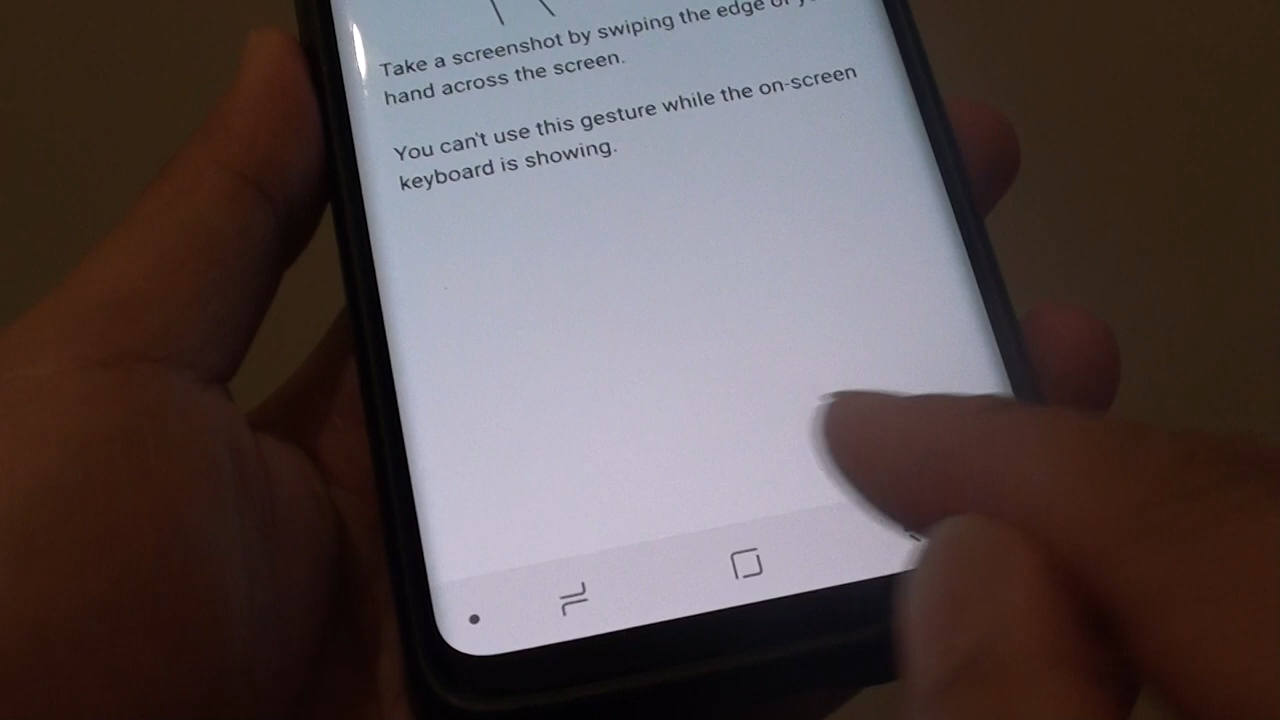 Take a screenshot by swiping the edge of
hand across the screen.
You can't use this gesture while the on-screen
keyboard is showing.